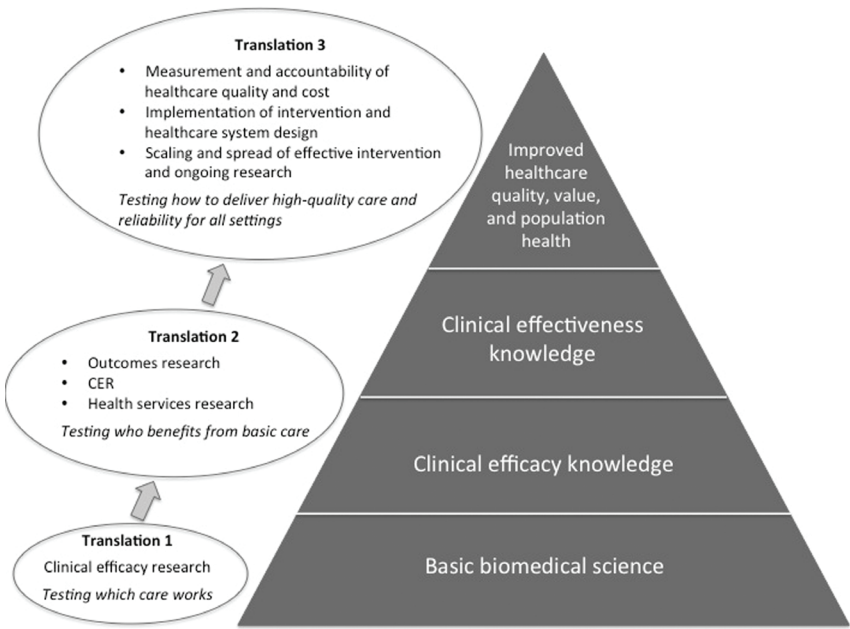 Translation 3
• Measurement and accountability of
healthcare quality and cost
• Implementation of intervention and
healthcare system design
• Scaling and spread of effective intervention
and ongoing research
Testing how to deliver high-quality care and
reliability for all settings
Translation 2
• Outcomes research
• CER
• Health services research
Testing who benefits from basic care
Translation 1
Clinical efficacy research
Testing which care works
Improved
healthcare
quality, value,
and population
health
Clinical effectiveness
knowledge
Clinical efficacy knowledge
Basic biomedical science